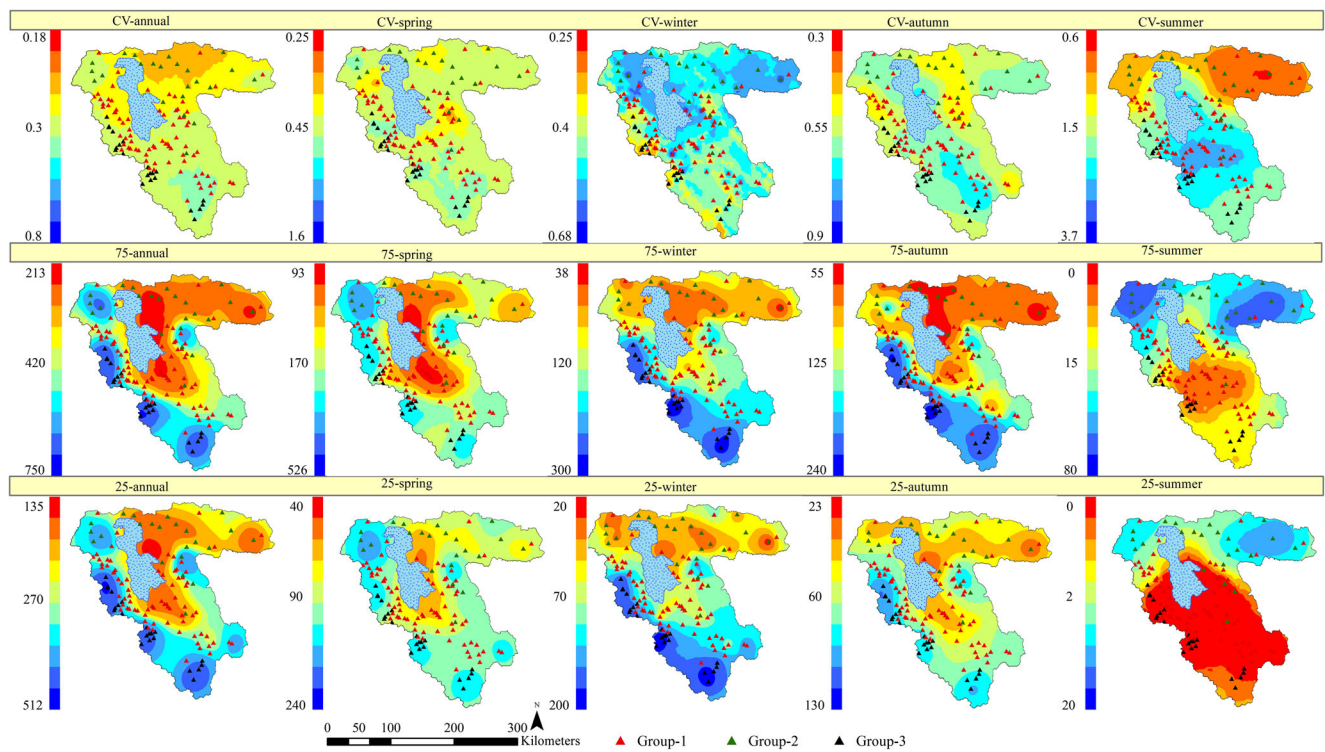 CV-annual
CV-spring
CV-winter
CV-autumn
CV-summer
0.18
0.3
0.8
0.25
0.45
1.6
0.25
0.4
0.68
0.3
0.55
0.9
0.6
1.5
3.7
75-annual
75-spring
75-winter
75-autumn
75-summer
213
420
750
93
170
526
38
120
300
55
125
240
0
15
80
25-annual
25-spring
25-winter
25-autumn
25-summer
135
270
512
40
90
240
20
70
200
23
60
130
0
2
20
N
0 50 100 200 300
Kilometers
Group-1 Group-2 Group-3